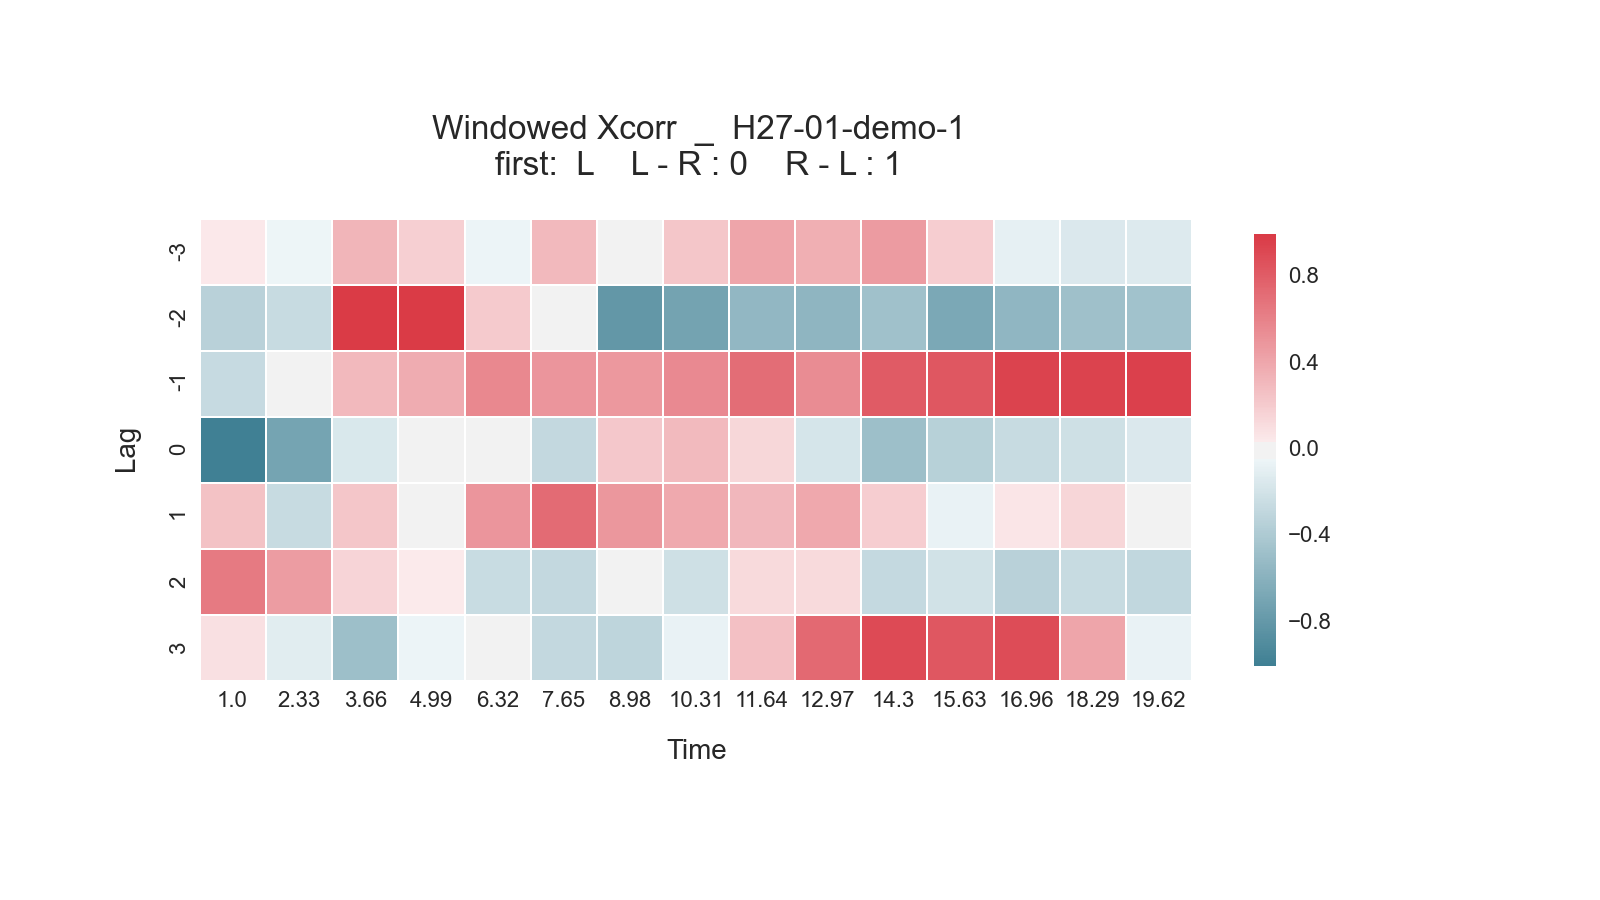 Windowed Xcorr _ H27-01-demo-1
first: L L - R : 0 R - L : 1
Lag
-3
-2
-1
0
1
2
3
1.0 2.33 3.66 4.99 6.32 7.65 8.98 10.31 11.64 12.97 14.3 15.63 16.96 18.29 19.62
Time
0.8
0.4
0.0
−0.4
−0.8